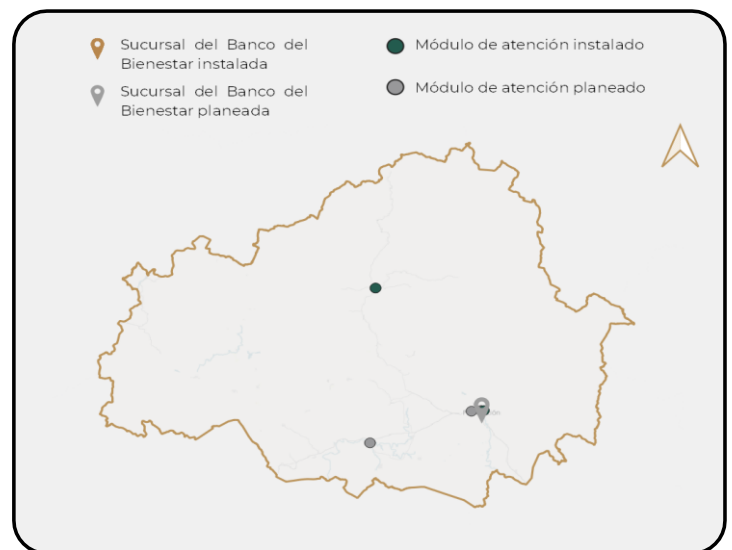 Sucursal del Banco del
Bienestar instalada
Sucursal del Banco del
Bienestar planeada
Módulo de atención instalado
Módulo de atención planeado